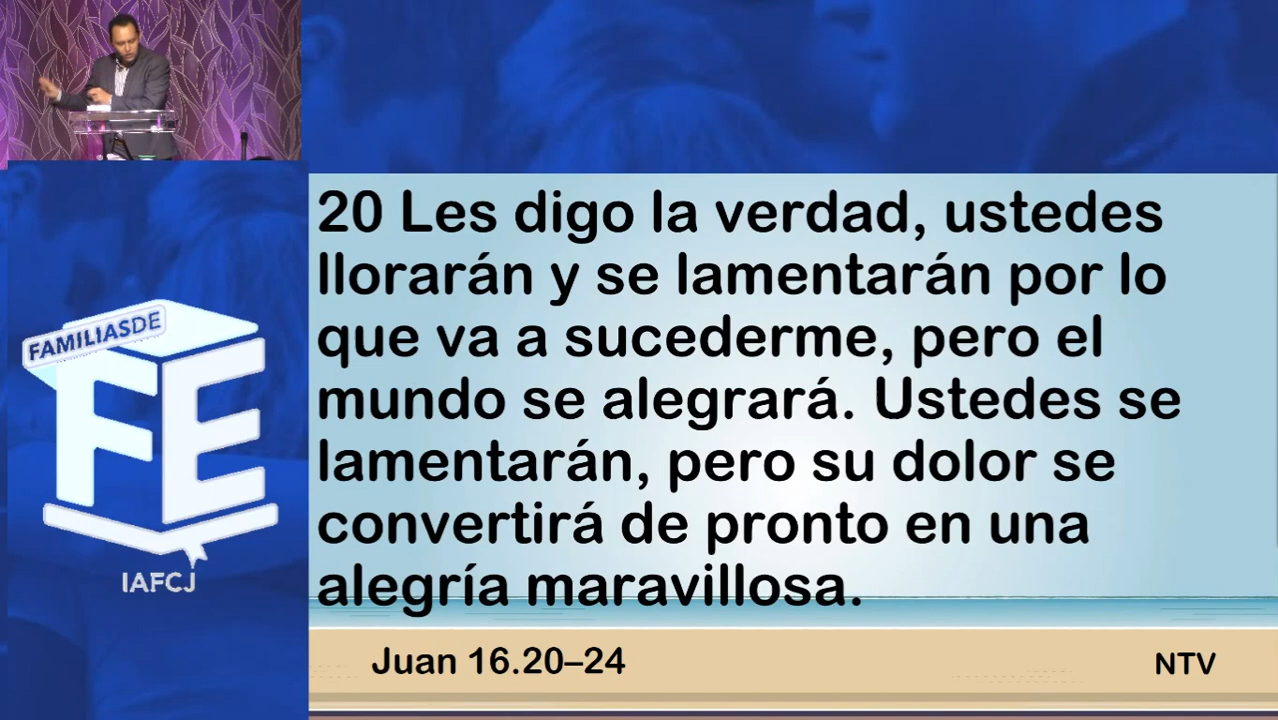 FAMILIASDE
FE
IAFCJ
20 Les digo la verdad, ustedes
llorarán y se lamentarán por lo
que va a sucederme, pero el
mundo se alegrará. Ustedes se
lamentarán, pero su dolor se
convertirá de pronto en una
alegría maravillosa.
Juan 16.20–24
NTV